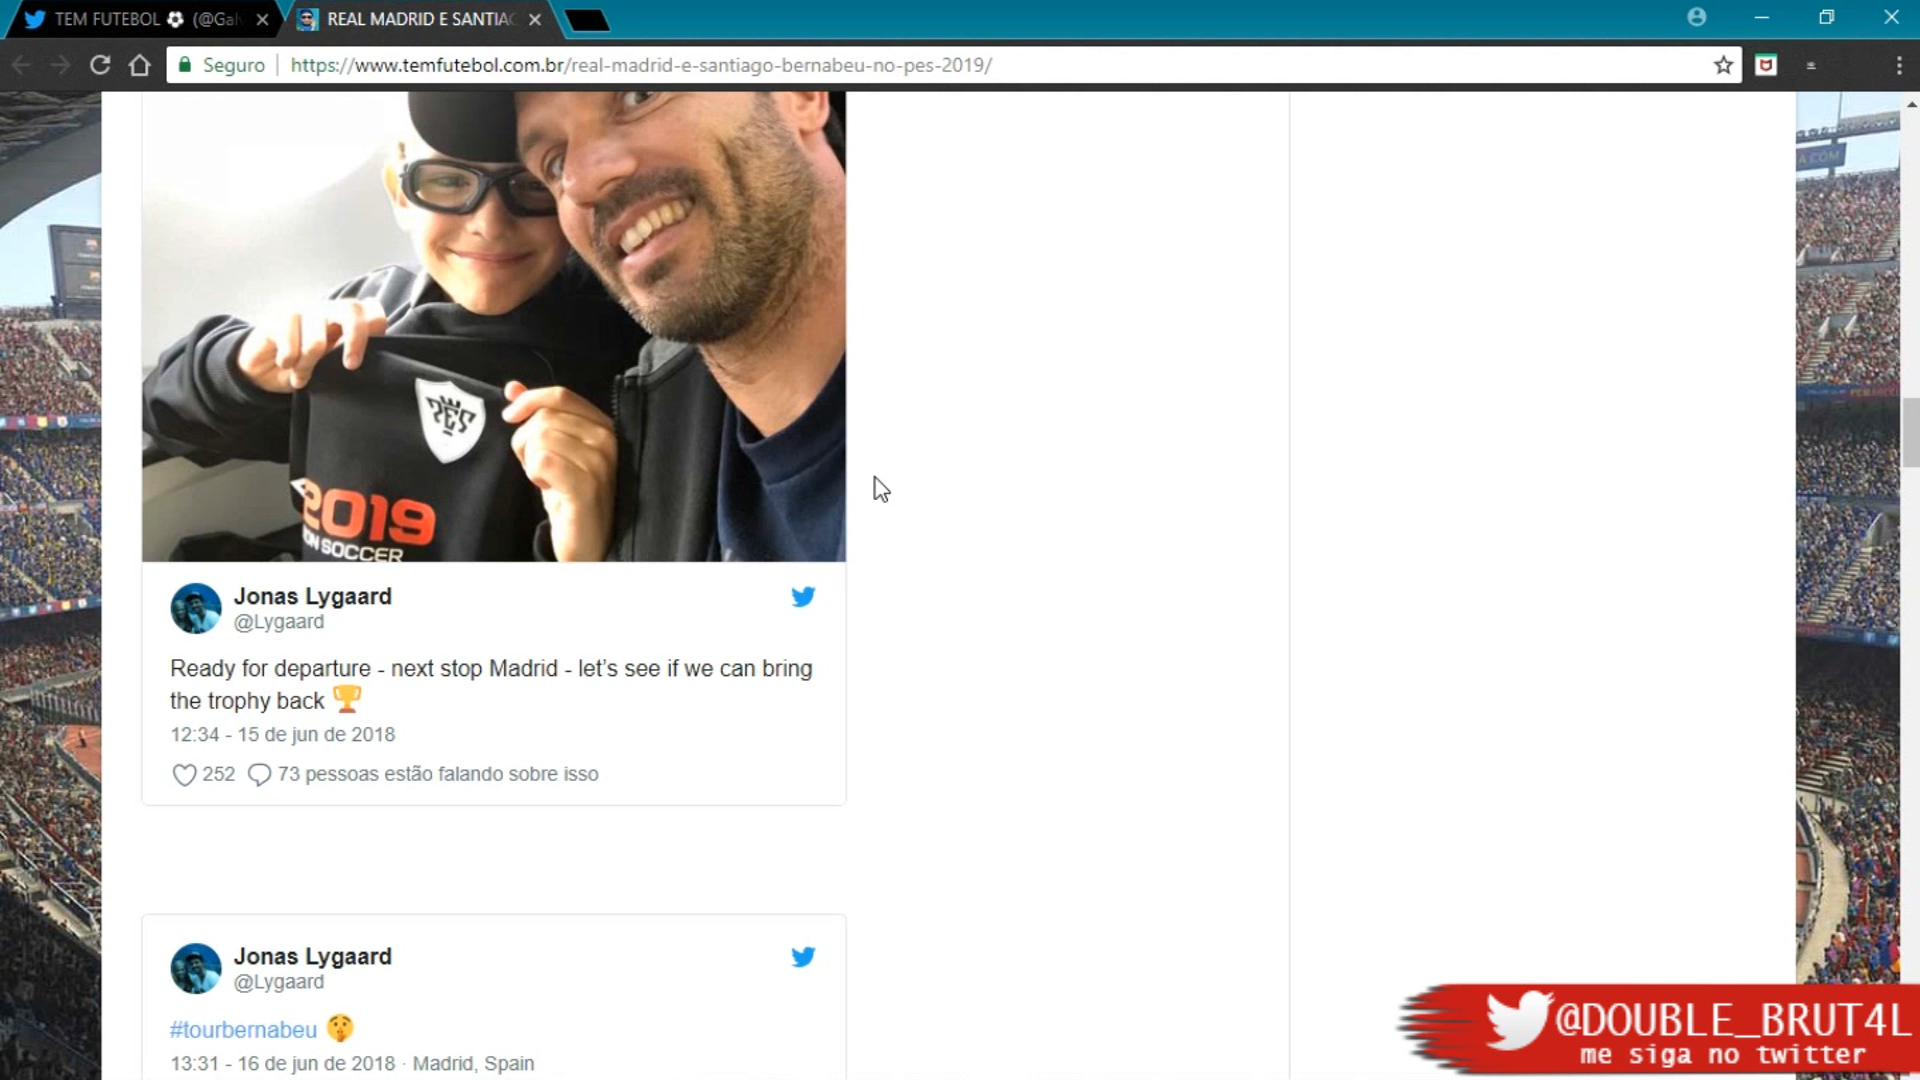 TEM FUTEBOL ⚽ (@Gal
REAL MADRID E SANTIAG
Seguro
https://www.temfutebol.com.br/real-madrid-e-santiago-bernabeu-no-pes-2019/
PES
2019
ON SOCCER
Jonas Lygaard
@Lygaard
Ready for departure - next stop Madrid - let's see if we can bring
the trophy back 🏆
12:34 - 15 de jun de 2018
252 73 pessoas estão falando sobre isso
Jonas Lygaard
@Lygaard
#tourbernabeu 🤫
13:31 - 16 de jun de 2018 · Madrid, Spain
@DOUBLE_BRUT4L
me siga no twitter